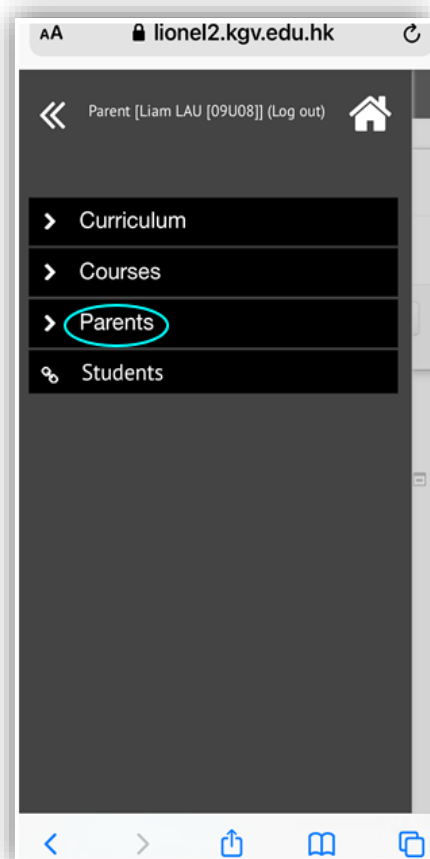 AA lionel2.kgv.edu.hk
Parent [Liam LAU [09U08]] (Log out)
Curriculum
Courses
Parents
Students